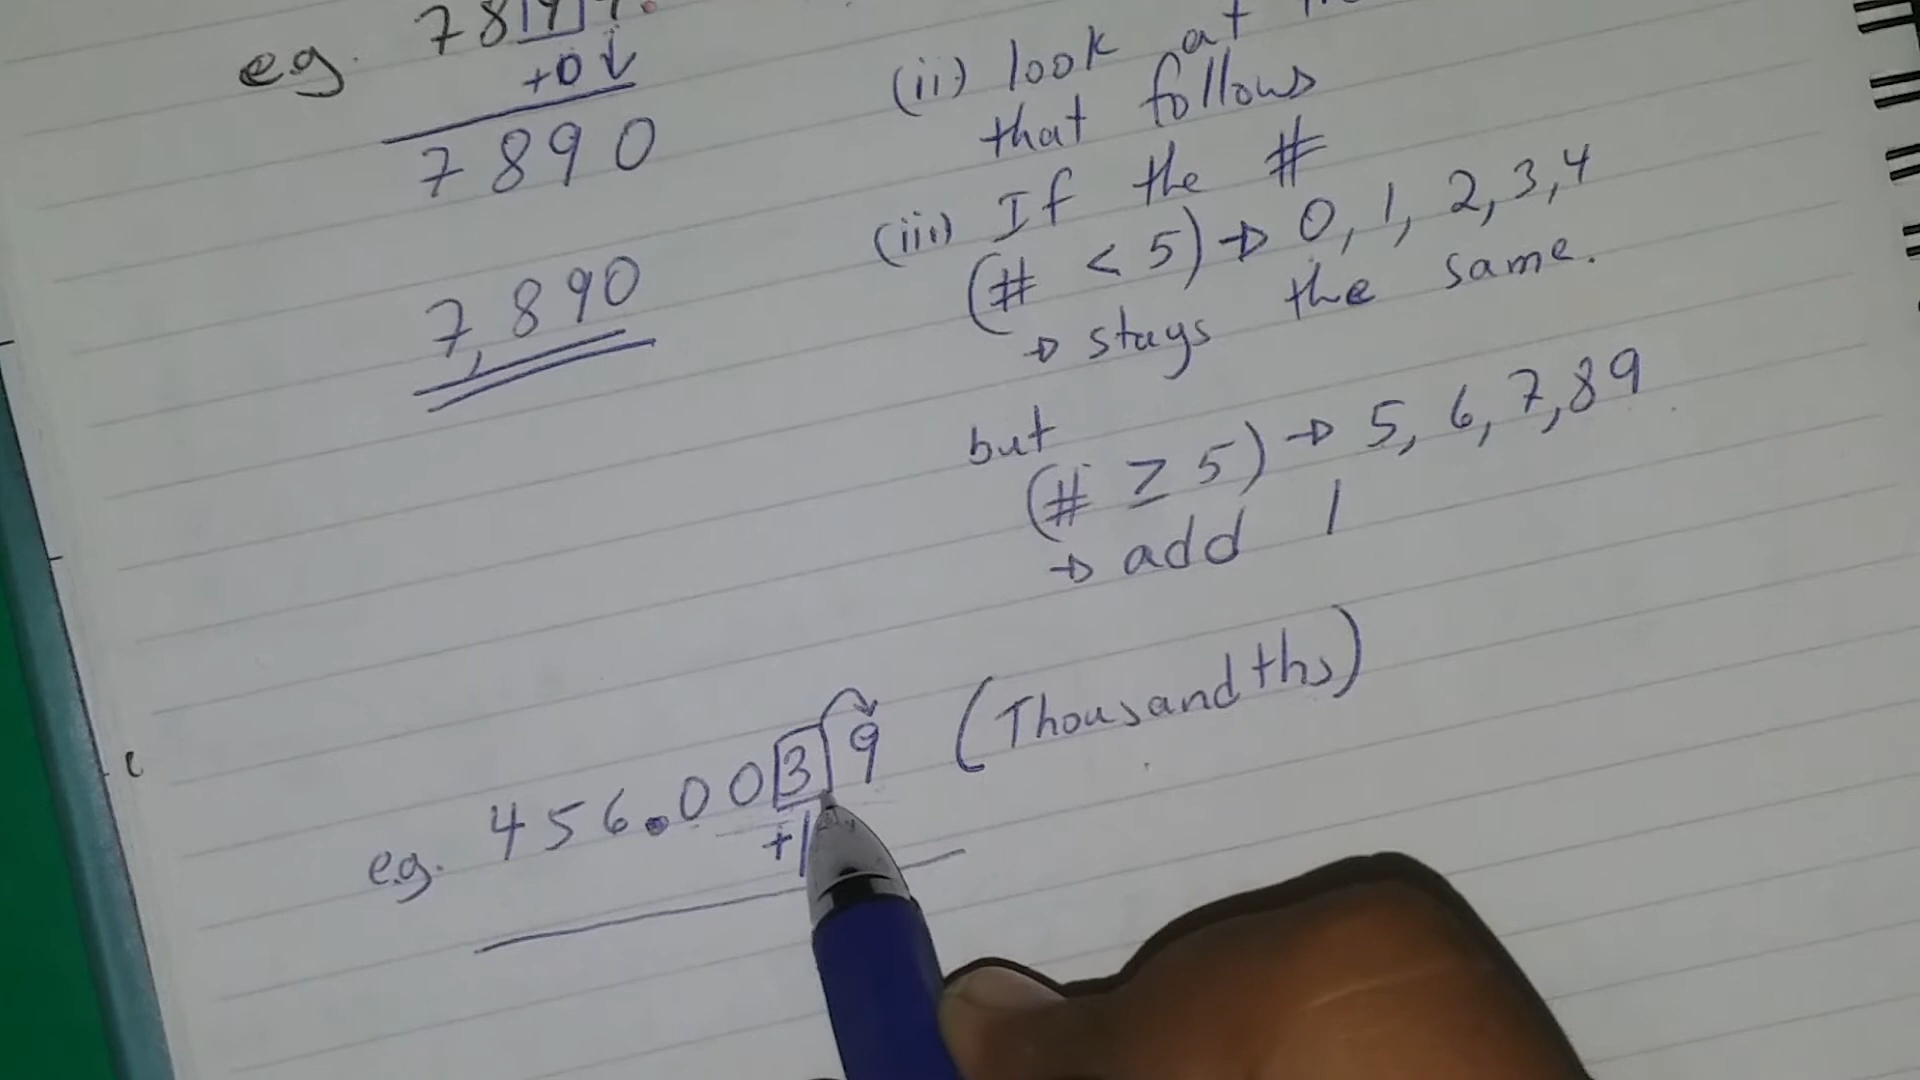 eg.
+0↓
7890
7,890
(ii) look at
that follows
(iii) If the #
(# < 5) → 0, 1, 2, 3, 4
→ stays the same.
but
(# ≥ 5) → 5, 6, 7, 8 9
→ add 1
eg. 456.0039 (Thousandths)
+1